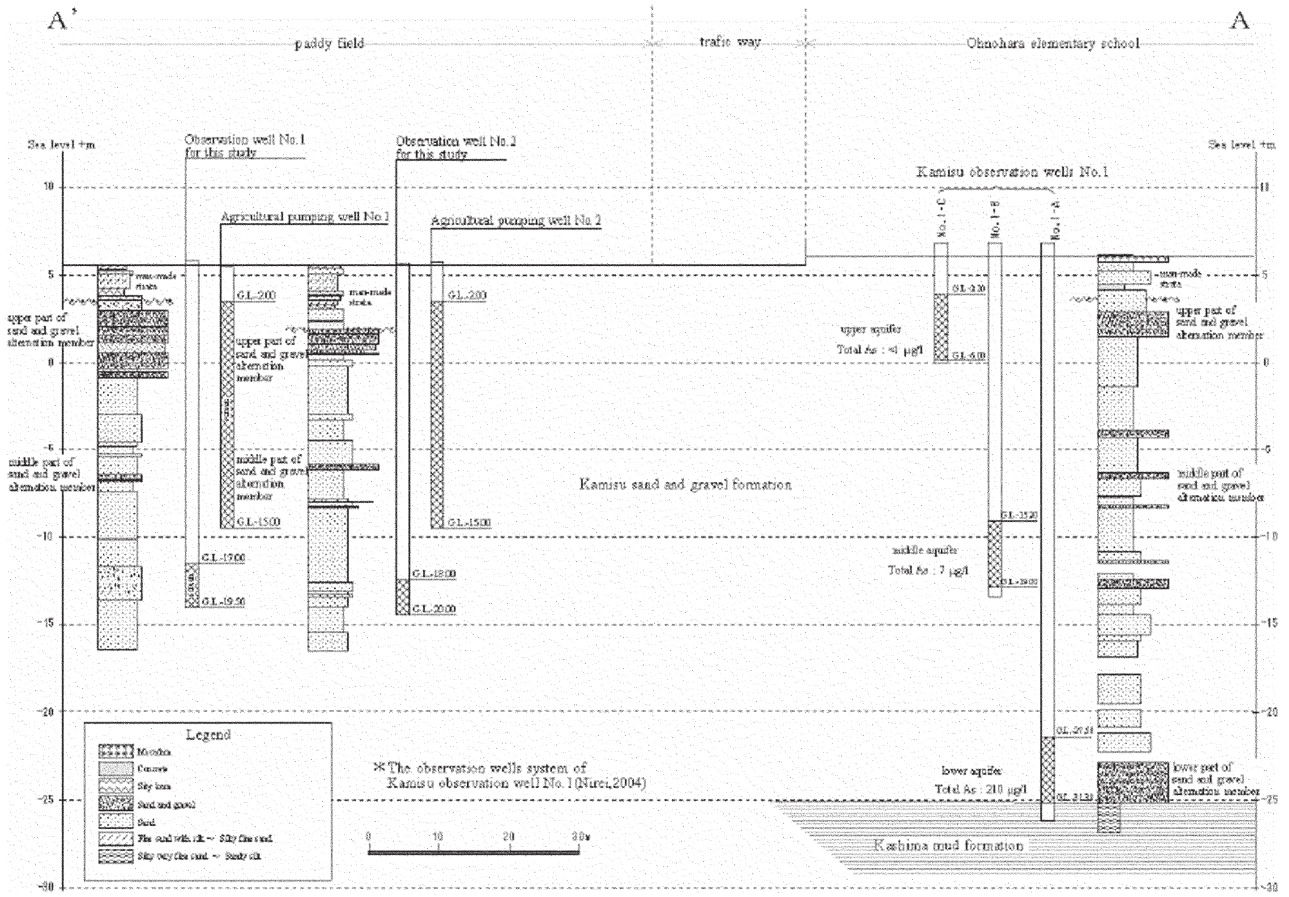 A'
A
paddy field
trafic way
Ohnohara elementary school
Observation well No.1
for this study
Observation well No.2
for this study
Sea level +m
Sea level +m
Kamisu observation wells No.1
No.1-C
No.1-B
No.1-A
10
10
Agricultural pumping well No.1
Agricultural pumping well No.2
5
5
man-made
strata
man-made
strata
man-made
strata
G.L.-2.00
G.L.-2.00
upper part of
sand and gravel
alternation member
upper part of
sand and gravel
alternation member
upper part of
sand and gravel
alternation member
upper aquifer
Total As : <1 μg/l
G.L.-6.00
0
0
-5
-5
middle part of
sand and gravel
alternation member
middle part of
sand and gravel
alternation member
middle part of
sand and gravel
alternation member
Kamisu sand and gravel formation
G.L.-15.00
G.L.-15.00
-10
-10
middle aquifer
Total As : 7 μg/l
G.L.-17.00
G.L.-19.50
G.L.-18.00
G.L.-20.00
G.L.-19.00
-15
-15
-20
-20
Legend
Concrete
Sand and gravel
Sand
Fine sand with silt ~ Silty fine sand
Silty very fine sand ~ Sandy silt
※The observation wells system of
Kamisu observation well No.1(Nirei,2004)
0
10
20
30m
lower aquifer
Total As : 210 μg/l
lower part of
sand and gravel
alternation member
-25
-25
Kashima mud formation
-30
-30